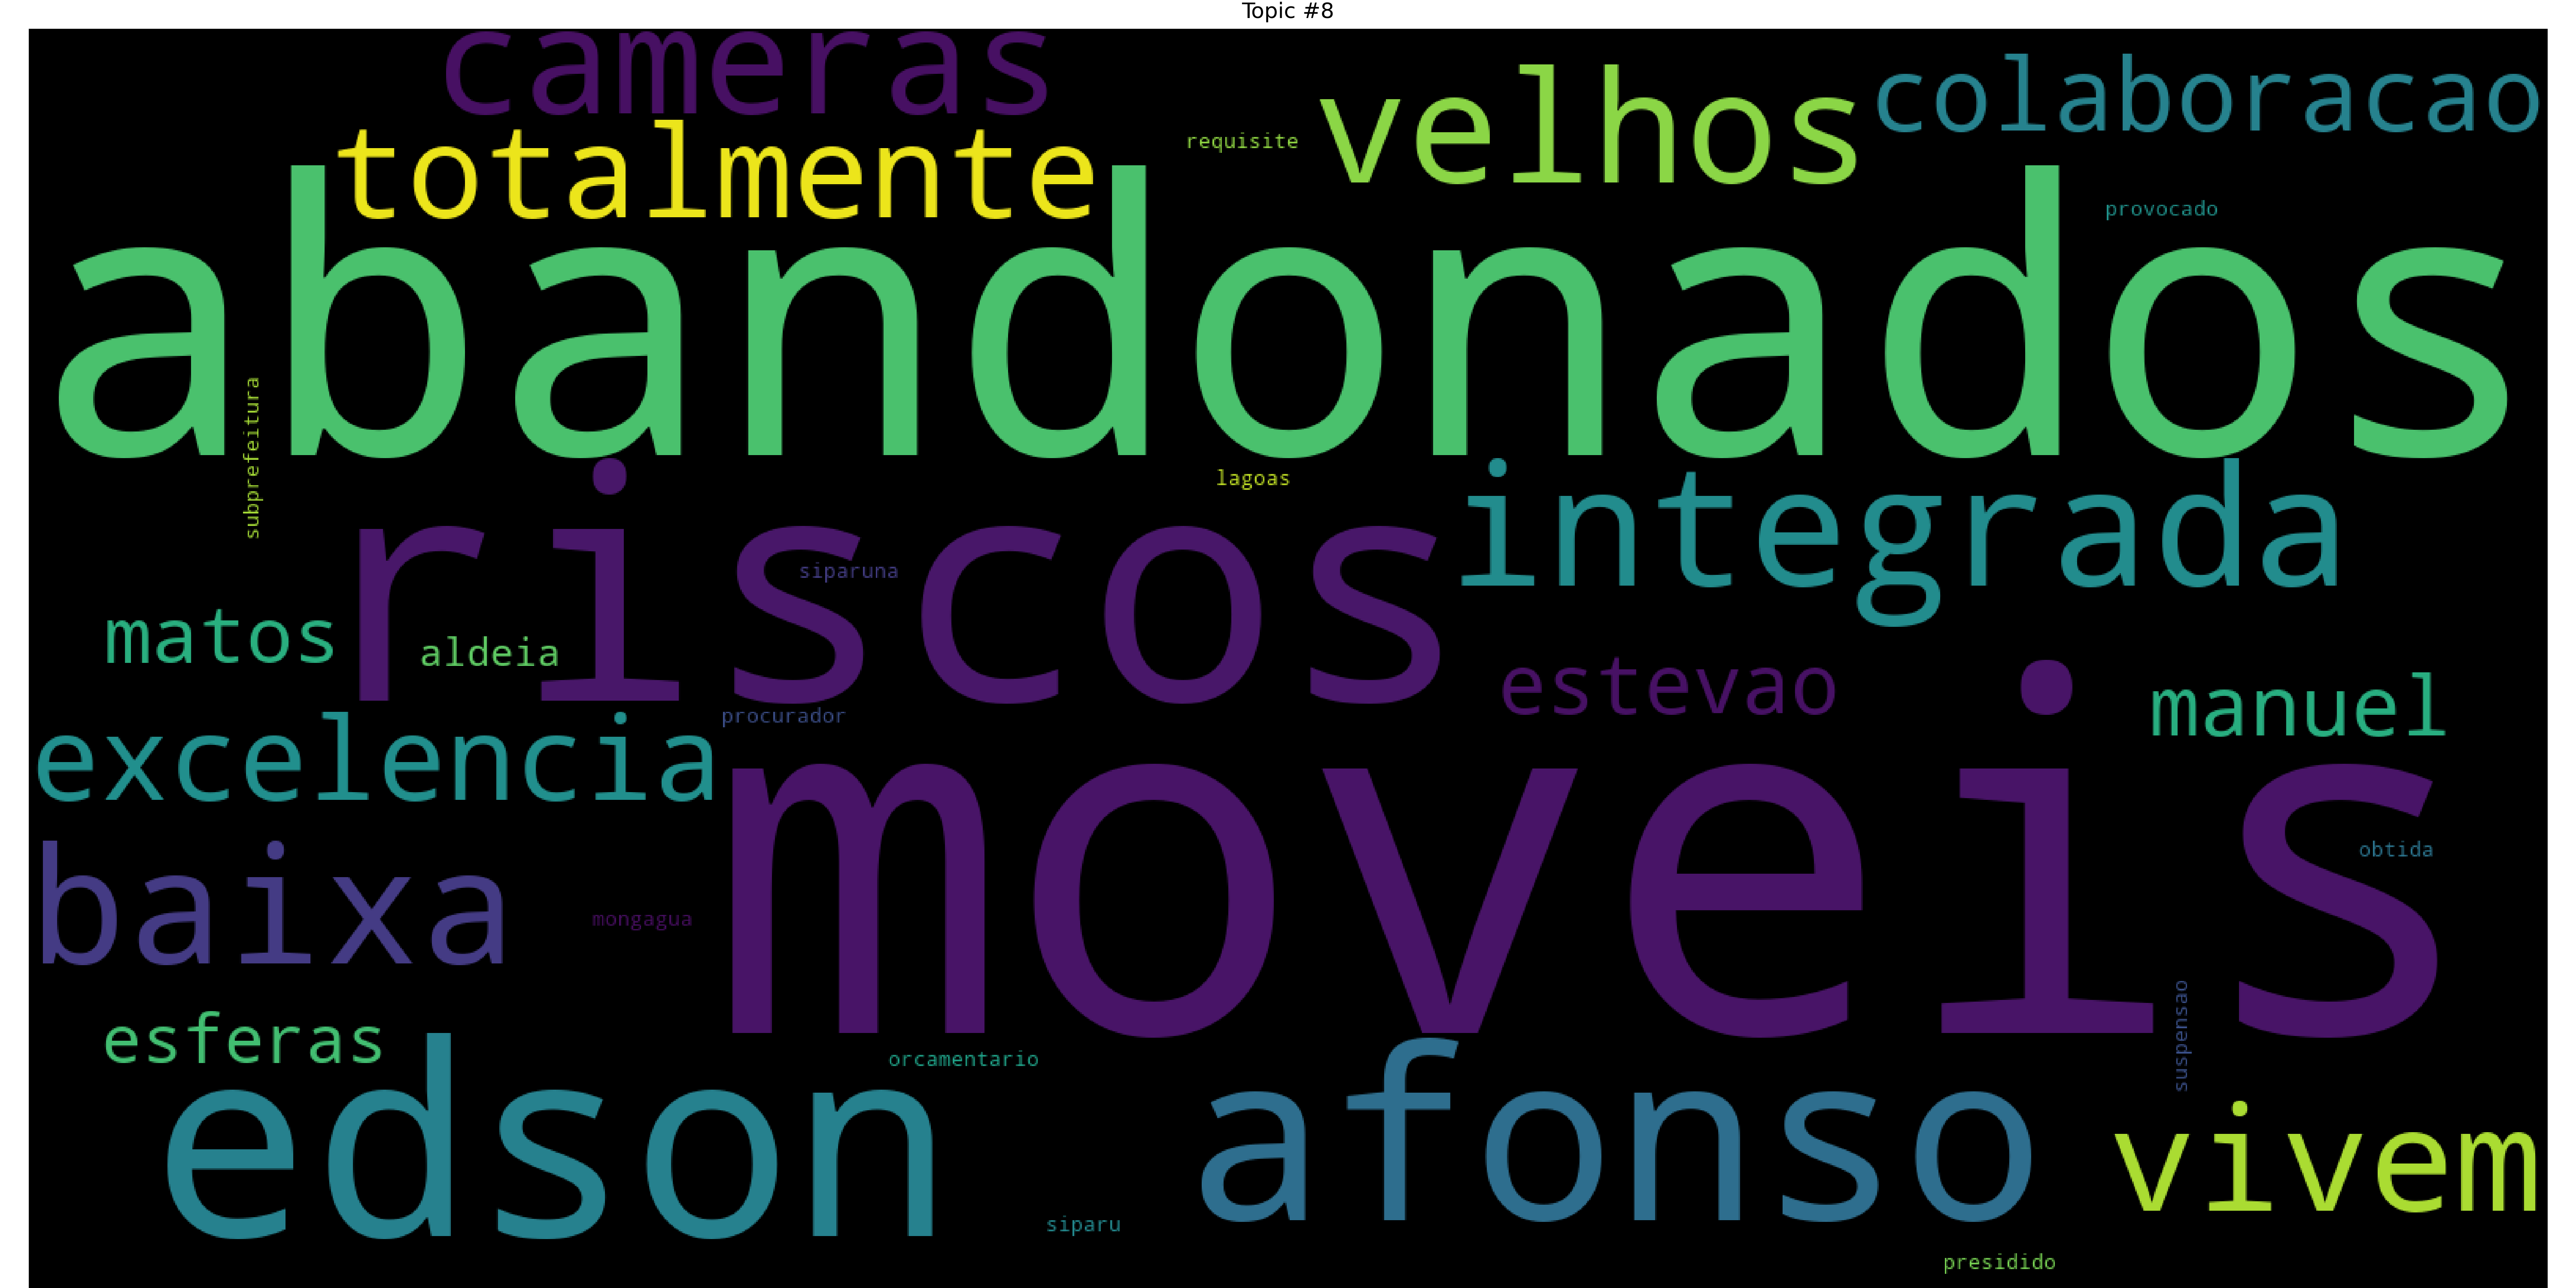 Topic #8
cameras
velhos
colaboracao
totalmente
requisite
provocado
abandonados
subprefeitura
lagoas
integrada
riscos
siparuna
matos
aldeia
estevao
manuel
procurador
excelencia
moveis
obtida
baixa
mongagua
suspensao
esferas
orcamentario
edson
afonso
vivem
siparu
presidido